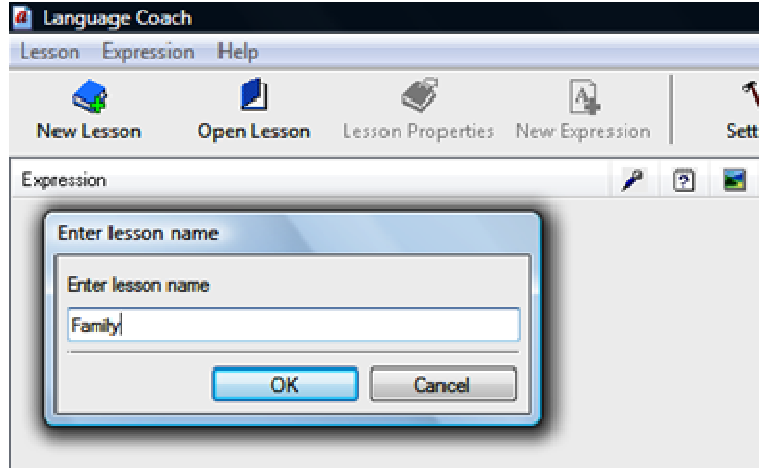 Language Coach
Lesson Expression Help
New Lesson Open Lesson Lesson Properties New Expression
Expression
Enter lesson name
Enter lesson name
Family
OK Cancel